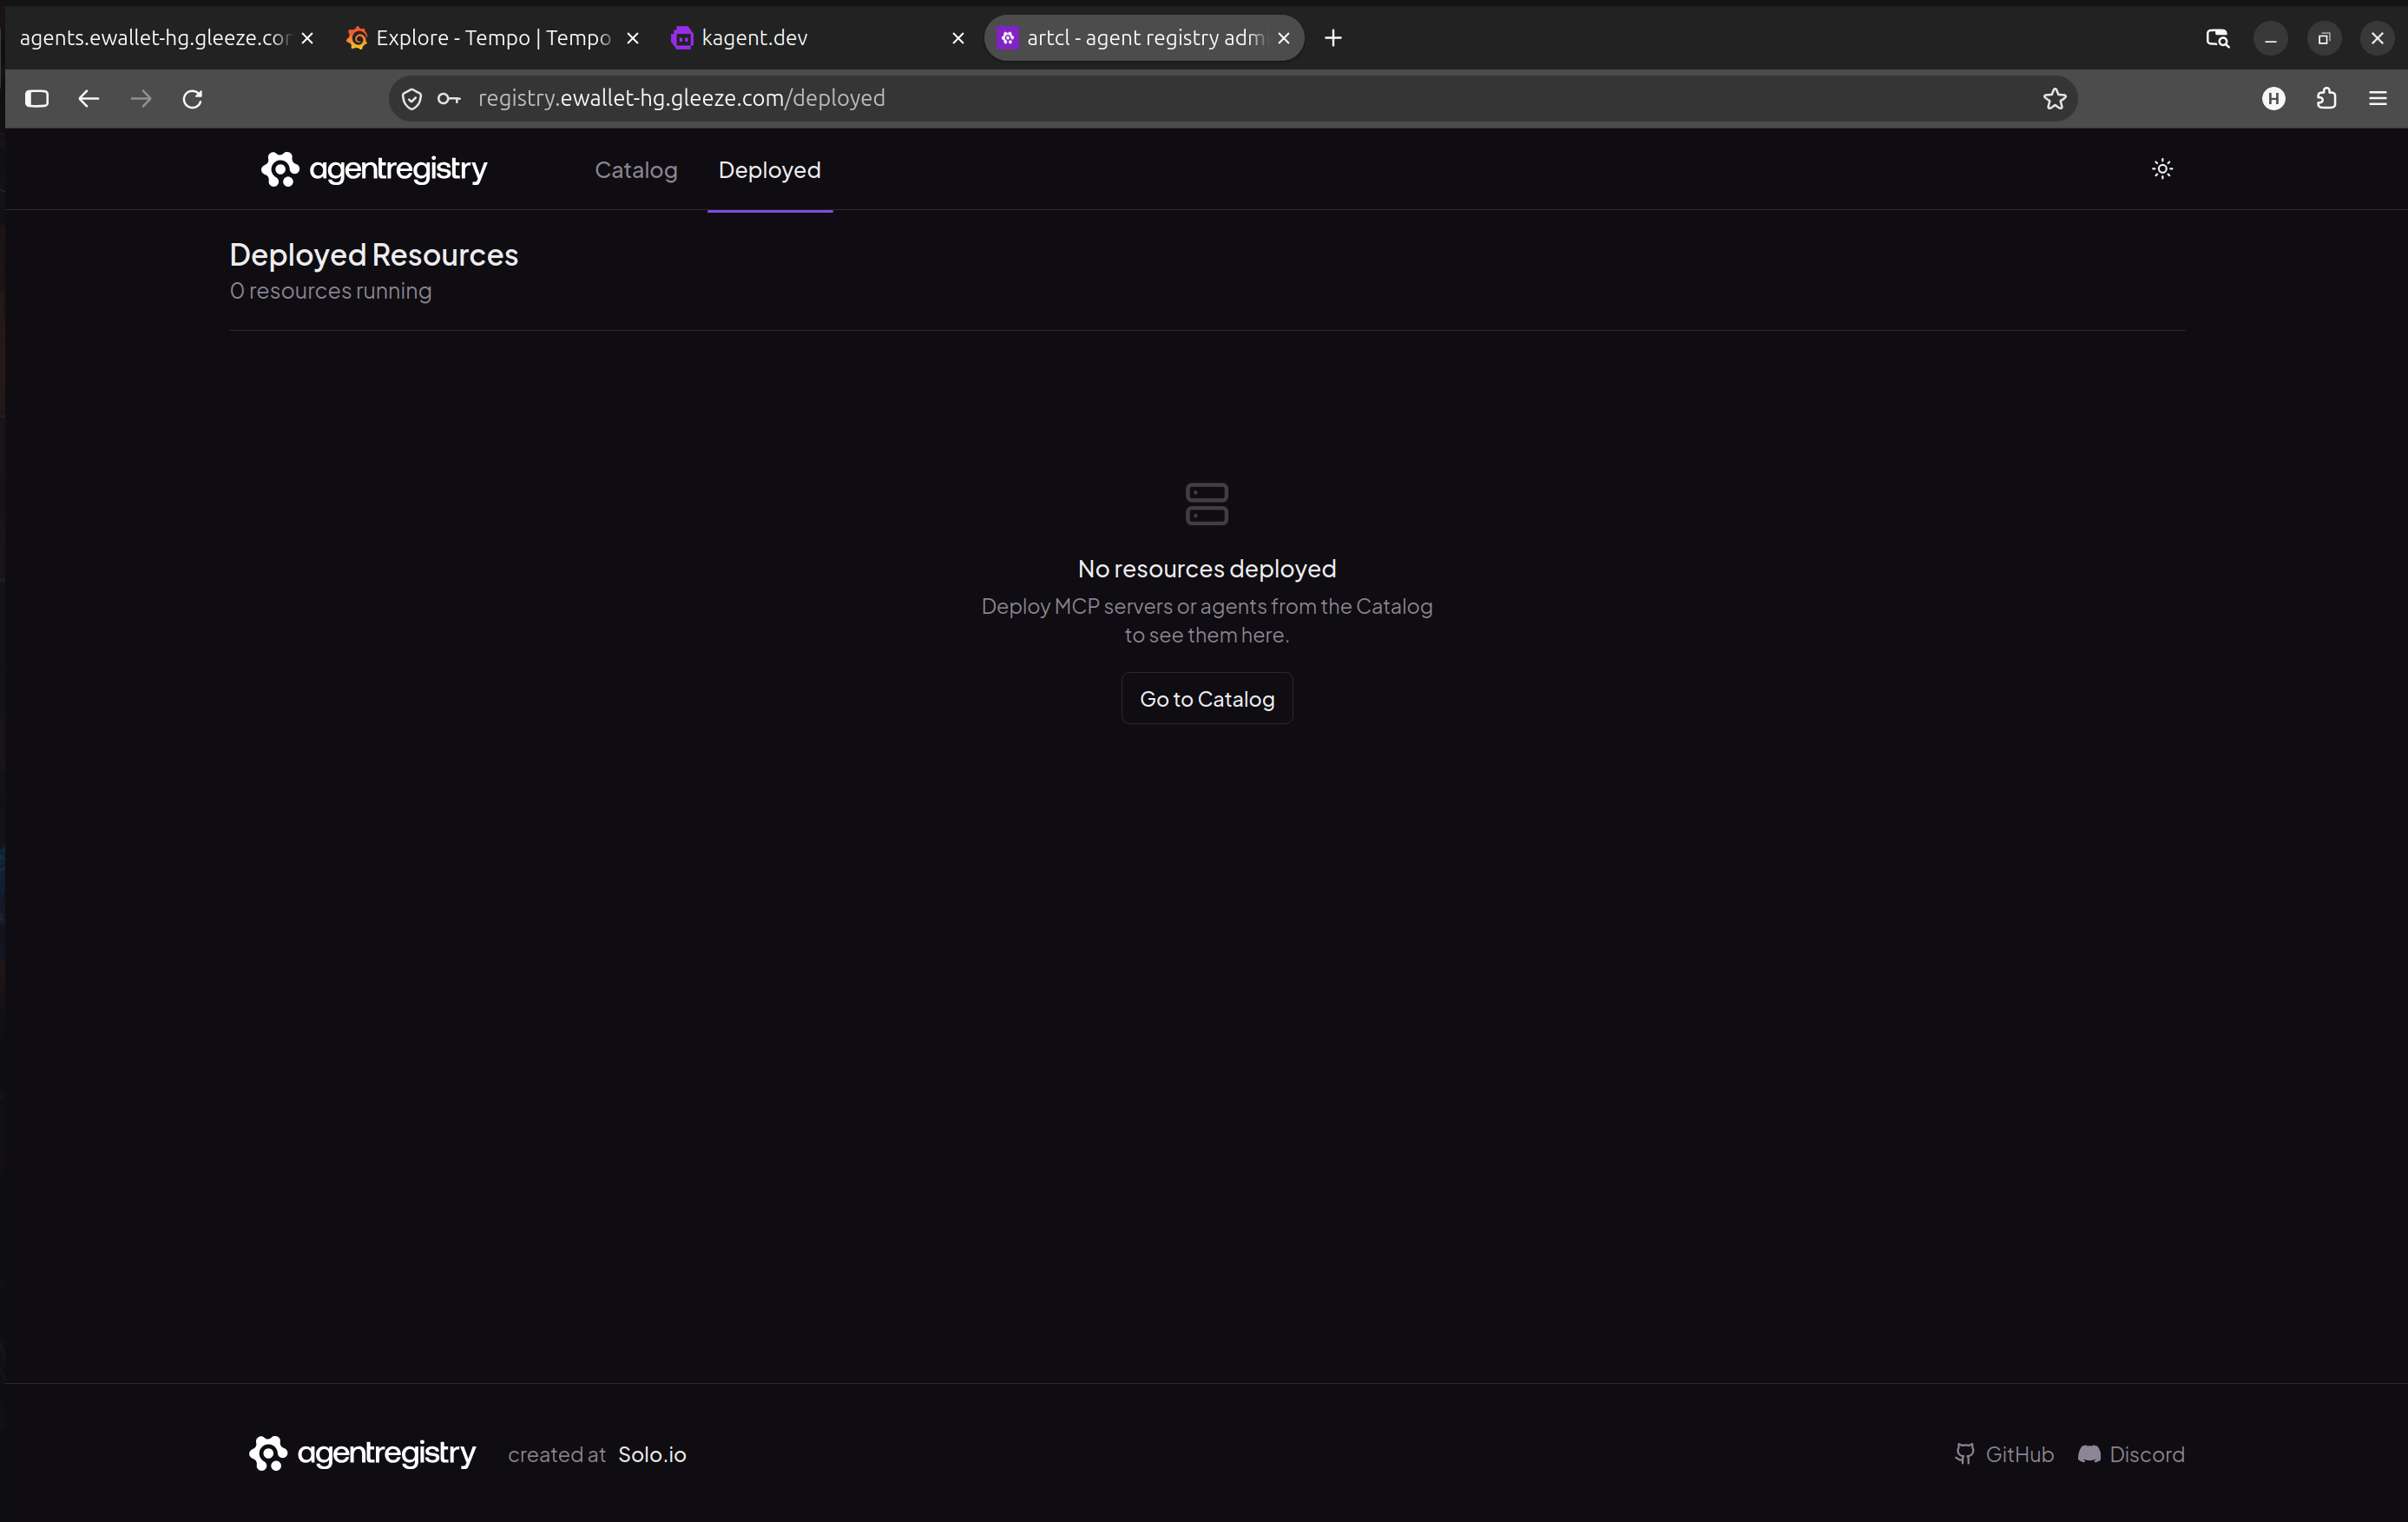 agents.ewallet-hg.gleeze.cor
Explore - Tempo | Tempo
kagent.dev
artcl - agent registry adm
registry.ewallet-hg.gleeze.com/deployed
H
agentregistry
Catalog
Deployed
Deployed Resources
0 resources running
No resources deployed
Deploy MCP servers or agents from the Catalog
to see them here.
Go to Catalog
agentregistry
created at Solo.io
GitHub
Discord